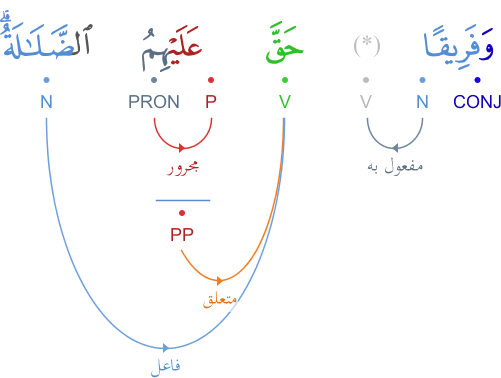 وَفَرِيقًا (*) حَقَّ عَلَيْهِمُ ٱلضَّلَـٰلَةُ ۗ
CONJ N V V P PRON N
مفعول به
مجرور
PP
متعلق
فاعل